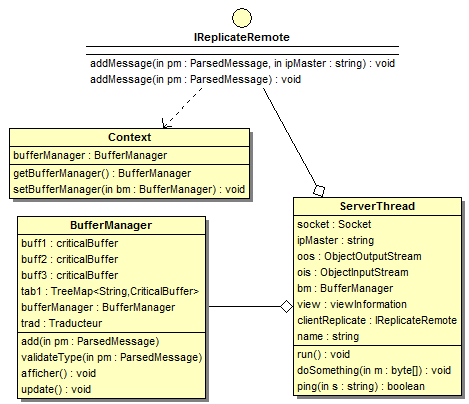 IReplicateRemote
addMessage(in pm : ParsedMessage, in ipMaster : string) : void
addMessage(in pm : ParsedMessage) : void
Context
bufferManager : BufferManager
getBufferManager() : BufferManager
setBufferManager(in bm : BufferManager) : void
BufferManager
buff1 : criticalBuffer
buff2 : criticalBuffer
buff3 : criticalBuffer
tab1 : TreeMap<String,CriticalBuffer>
bufferManager : BufferManager
trad : Traducteur
add(in pm : ParsedMessage)
validateType(in pm : ParsedMessage)
afficher() : void
update() : void
ServerThread
socket : Socket
ipMaster : string
oos : ObjectOutputStream
ois : ObjectInputStream
bm : BufferManager
view : viewInformation
clientReplicate : IReplicateRemote
name : string
run() : void
doSomething(in m : byte[]) : void
ping(in s : string) : boolean